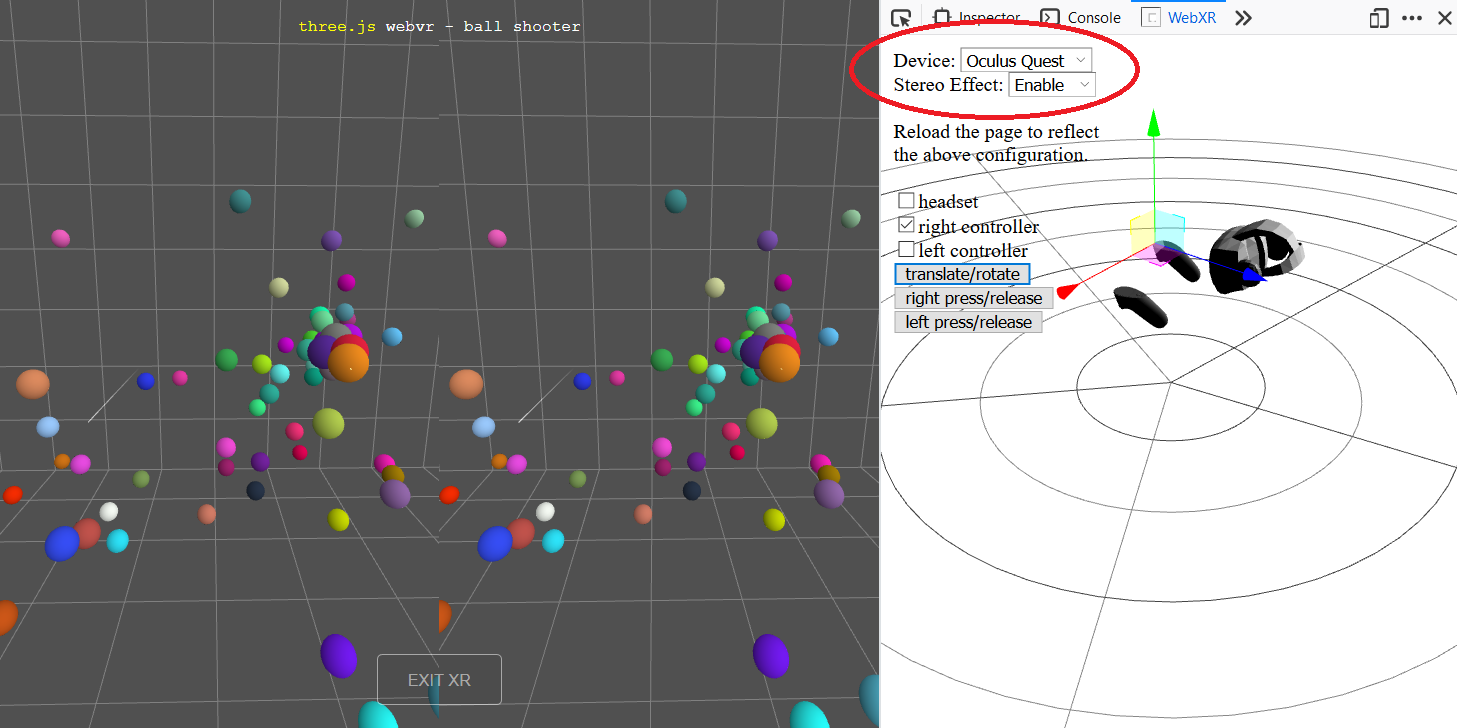 three.js webvr - ball shooter
EXIT XR
Inspector Console WebXR
Device: Oculus Quest
Stereo Effect: Enable
Reload the page to reflect
the above configuration.
headset
right controller
left controller
translate/rotate
right press/release
left press/release